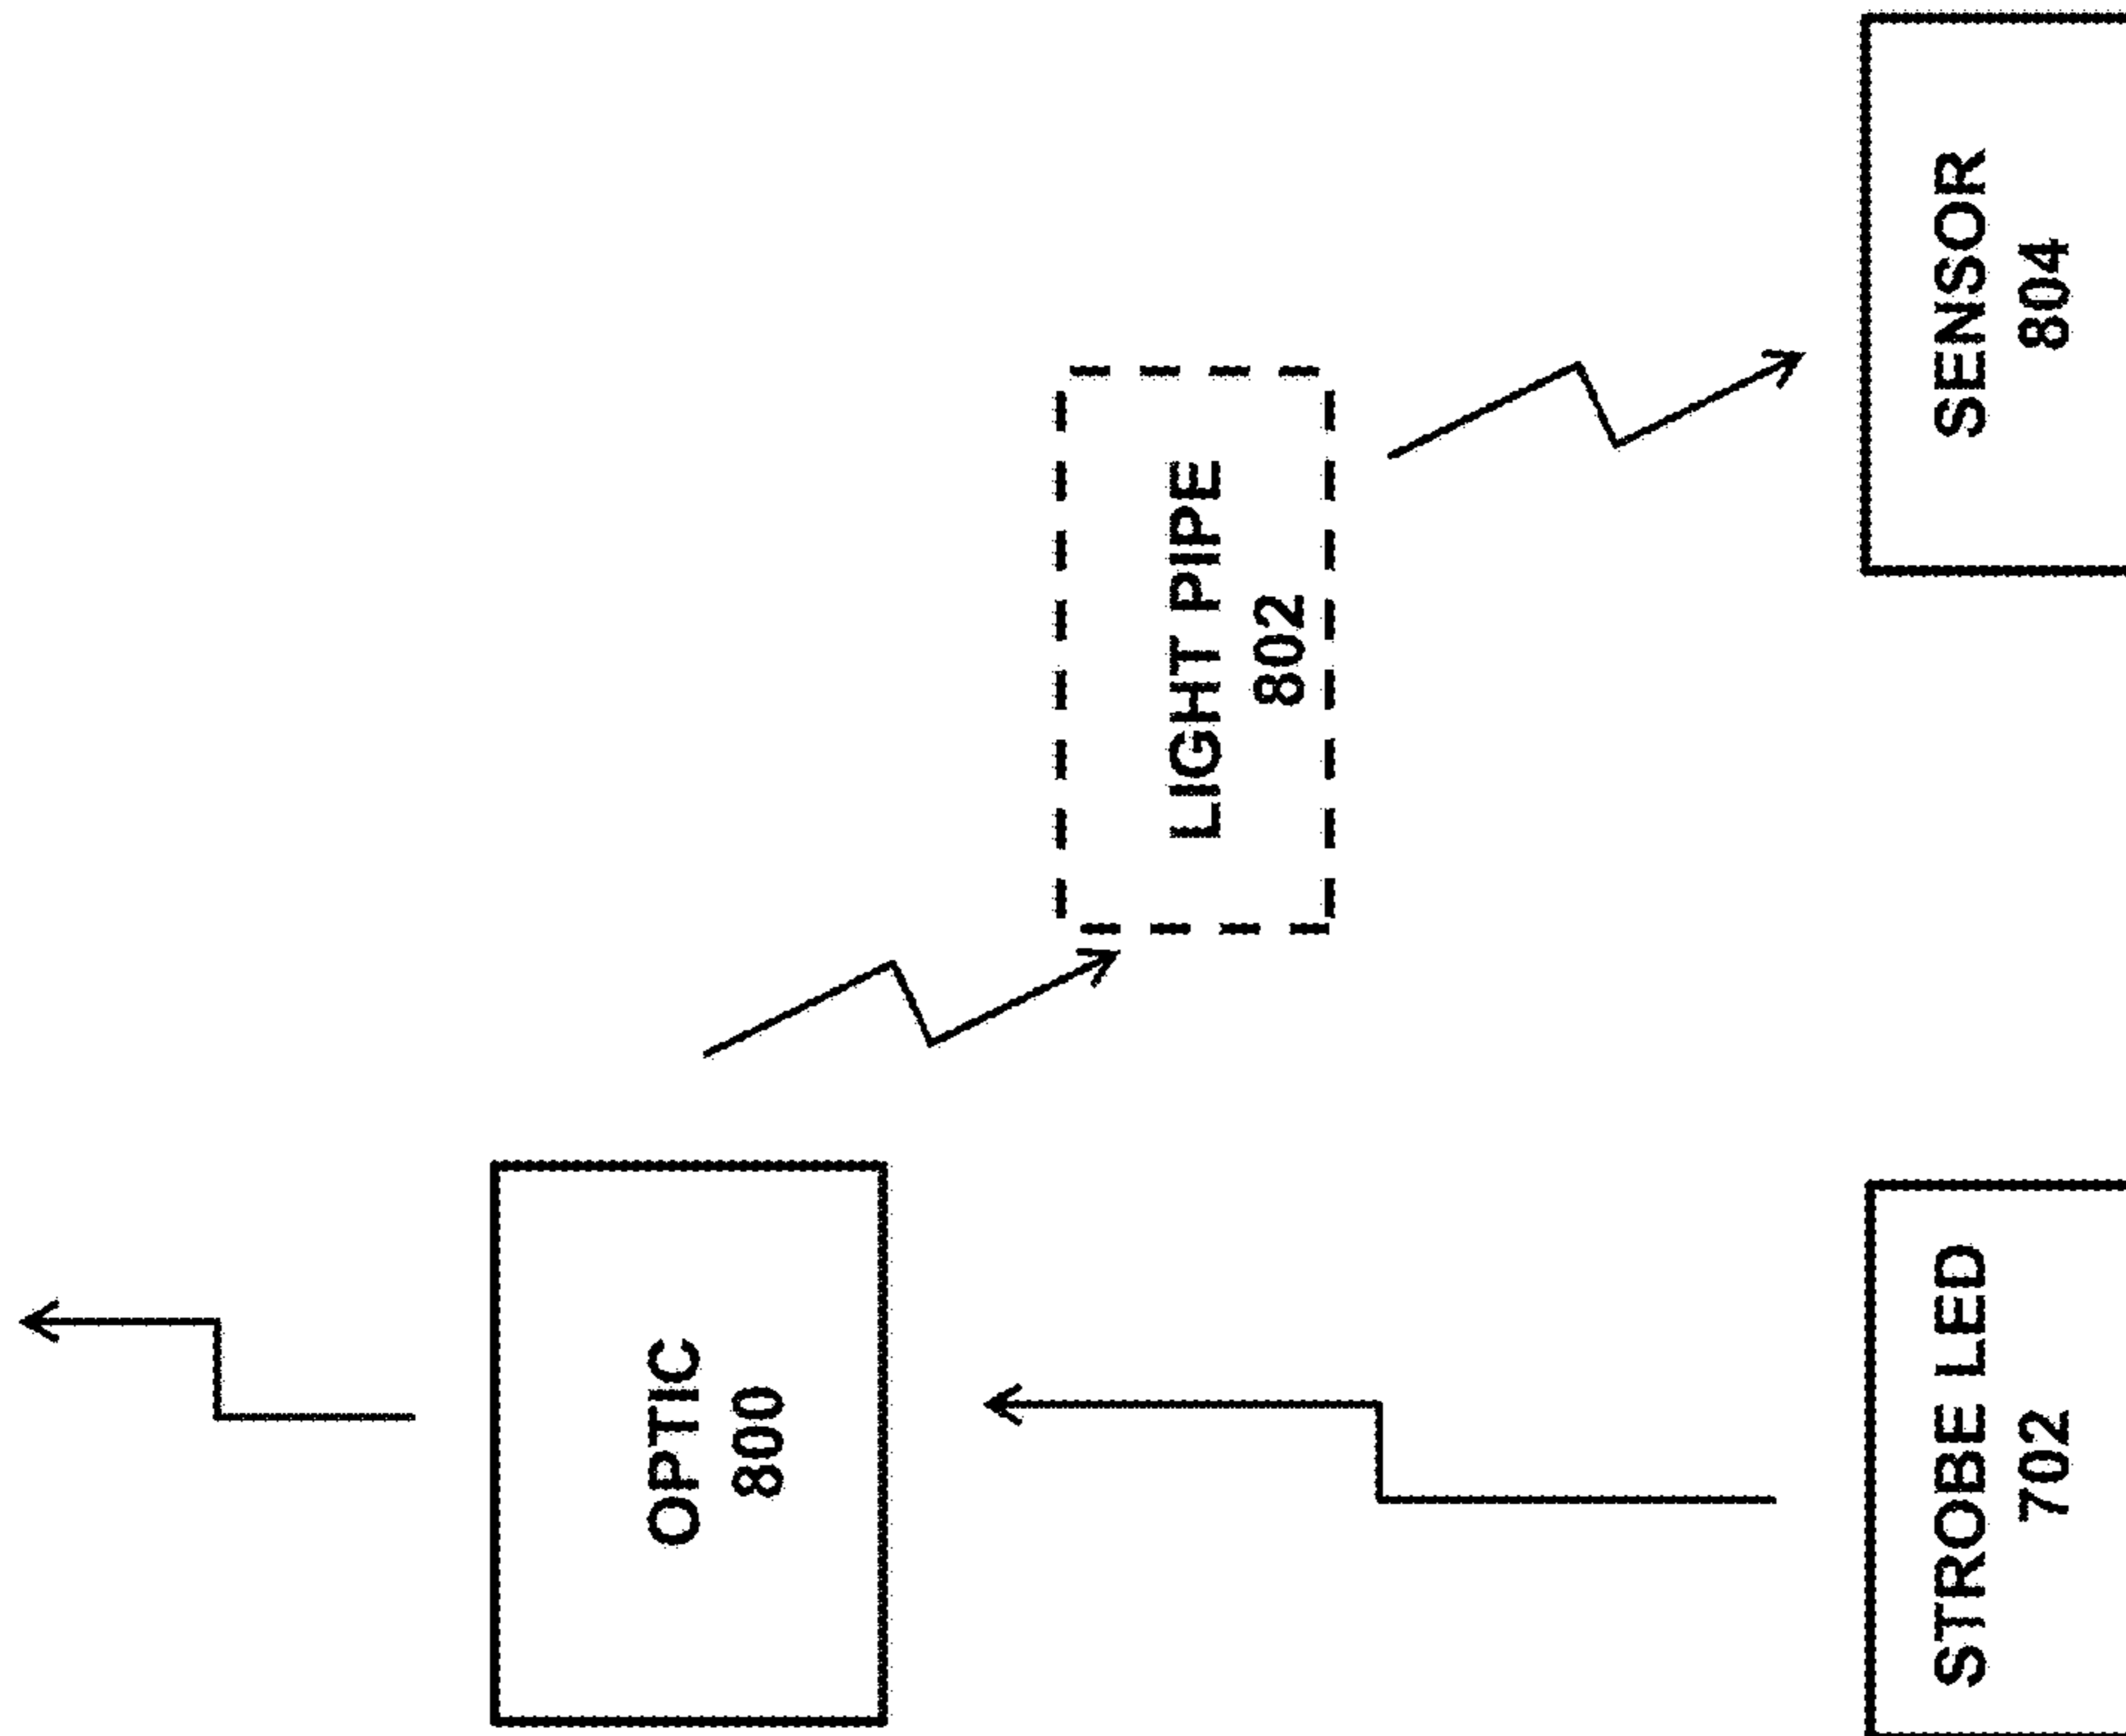 OPTIC
800
LIGHT PIPE
802
STROBE LED
702
SENSOR
804